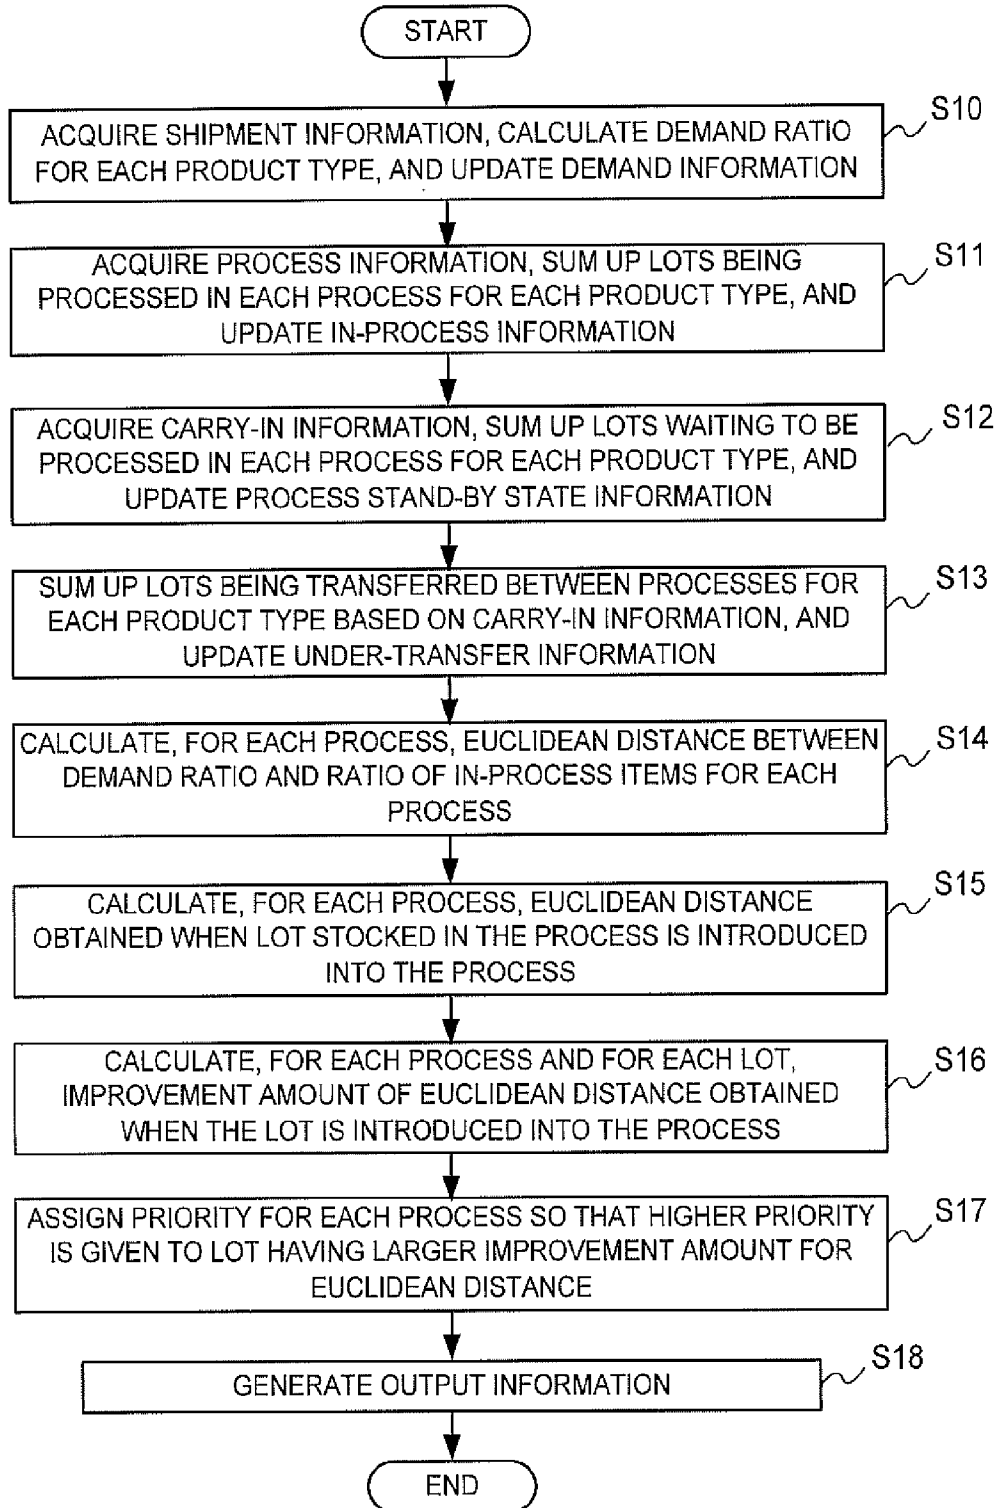 START
S10
ACQUIRE SHIPMENT INFORMATION, CALCULATE DEMAND RATIO
FOR EACH PRODUCT TYPE, AND UPDATE DEMAND INFORMATION
S11
ACQUIRE PROCESS INFORMATION, SUM UP LOTS BEING
PROCESSED IN EACH PROCESS FOR EACH PRODUCT TYPE, AND
UPDATE IN-PROCESS INFORMATION
S12
ACQUIRE CARRY-IN INFORMATION, SUM UP LOTS WAITING TO BE
PROCESSED IN EACH PROCESS FOR EACH PRODUCT TYPE, AND
UPDATE PROCESS STAND-BY STATE INFORMATION
S13
SUM UP LOTS BEING TRANSFERRED BETWEEN PROCESSES FOR
EACH PRODUCT TYPE BASED ON CARRY-IN INFORMATION, AND
UPDATE UNDER-TRANSFER INFORMATION
S14
CALCULATE, FOR EACH PROCESS, EUCLIDEAN DISTANCE BETWEEN
DEMAND RATIO AND RATIO OF IN-PROCESS ITEMS FOR EACH
PROCESS
S15
CALCULATE, FOR EACH PROCESS, EUCLIDEAN DISTANCE
OBTAINED WHEN LOT STOCKED IN THE PROCESS IS INTRODUCED
INTO THE PROCESS
S16
CALCULATE, FOR EACH PROCESS AND FOR EACH LOT,
IMPROVEMENT AMOUNT OF EUCLIDEAN DISTANCE OBTAINED
WHEN THE LOT IS INTRODUCED INTO THE PROCESS
S17
ASSIGN PRIORITY FOR EACH PROCESS SO THAT HIGHER PRIORITY
IS GIVEN TO LOT HAVING LARGER IMPROVEMENT AMOUNT FOR
EUCLIDEAN DISTANCE
S18
GENERATE OUTPUT INFORMATION
END